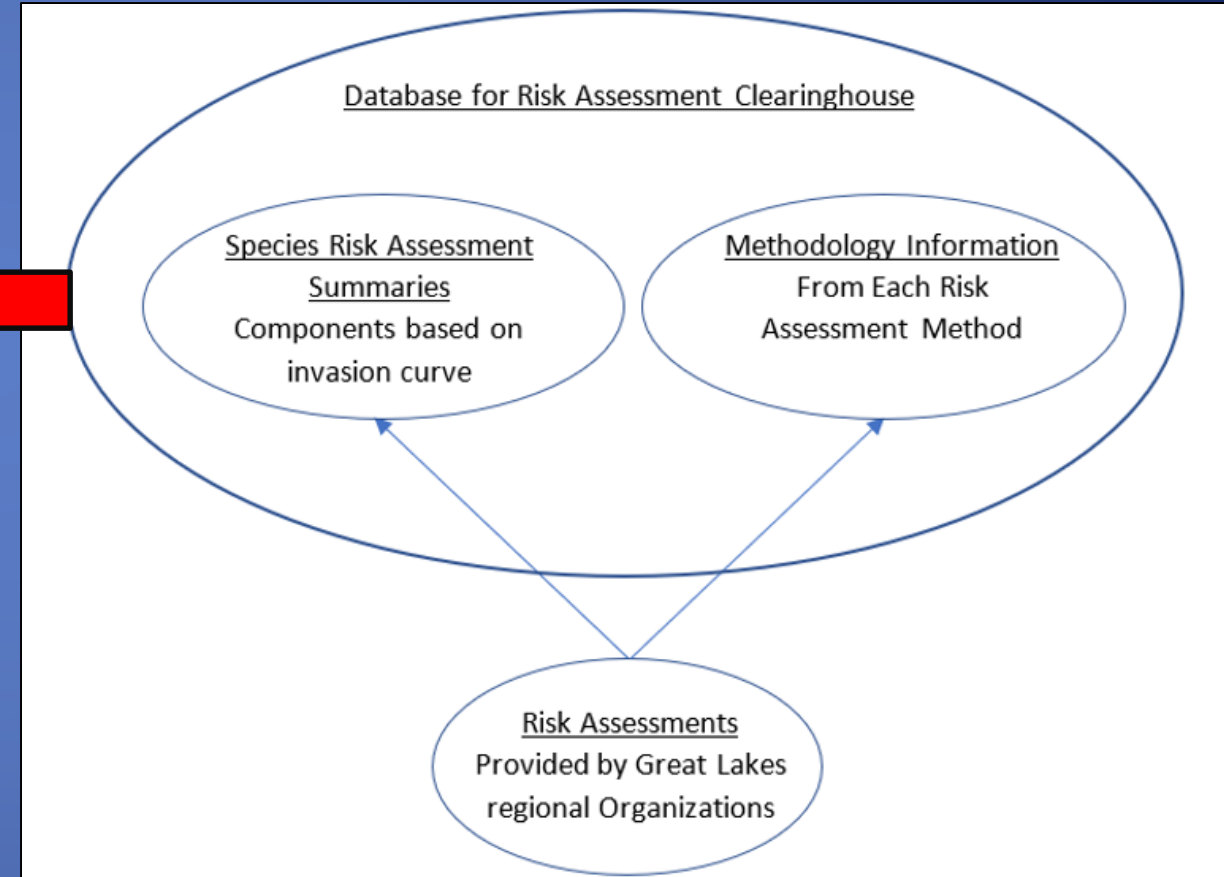 Database for Risk Assessment Clearinghouse
Species Risk Assessment
Summaries
Components based on
invasion curve
Methodology Information
From Each Risk
Assessment Method
Risk Assessments
Provided by Great Lakes
regional Organizations